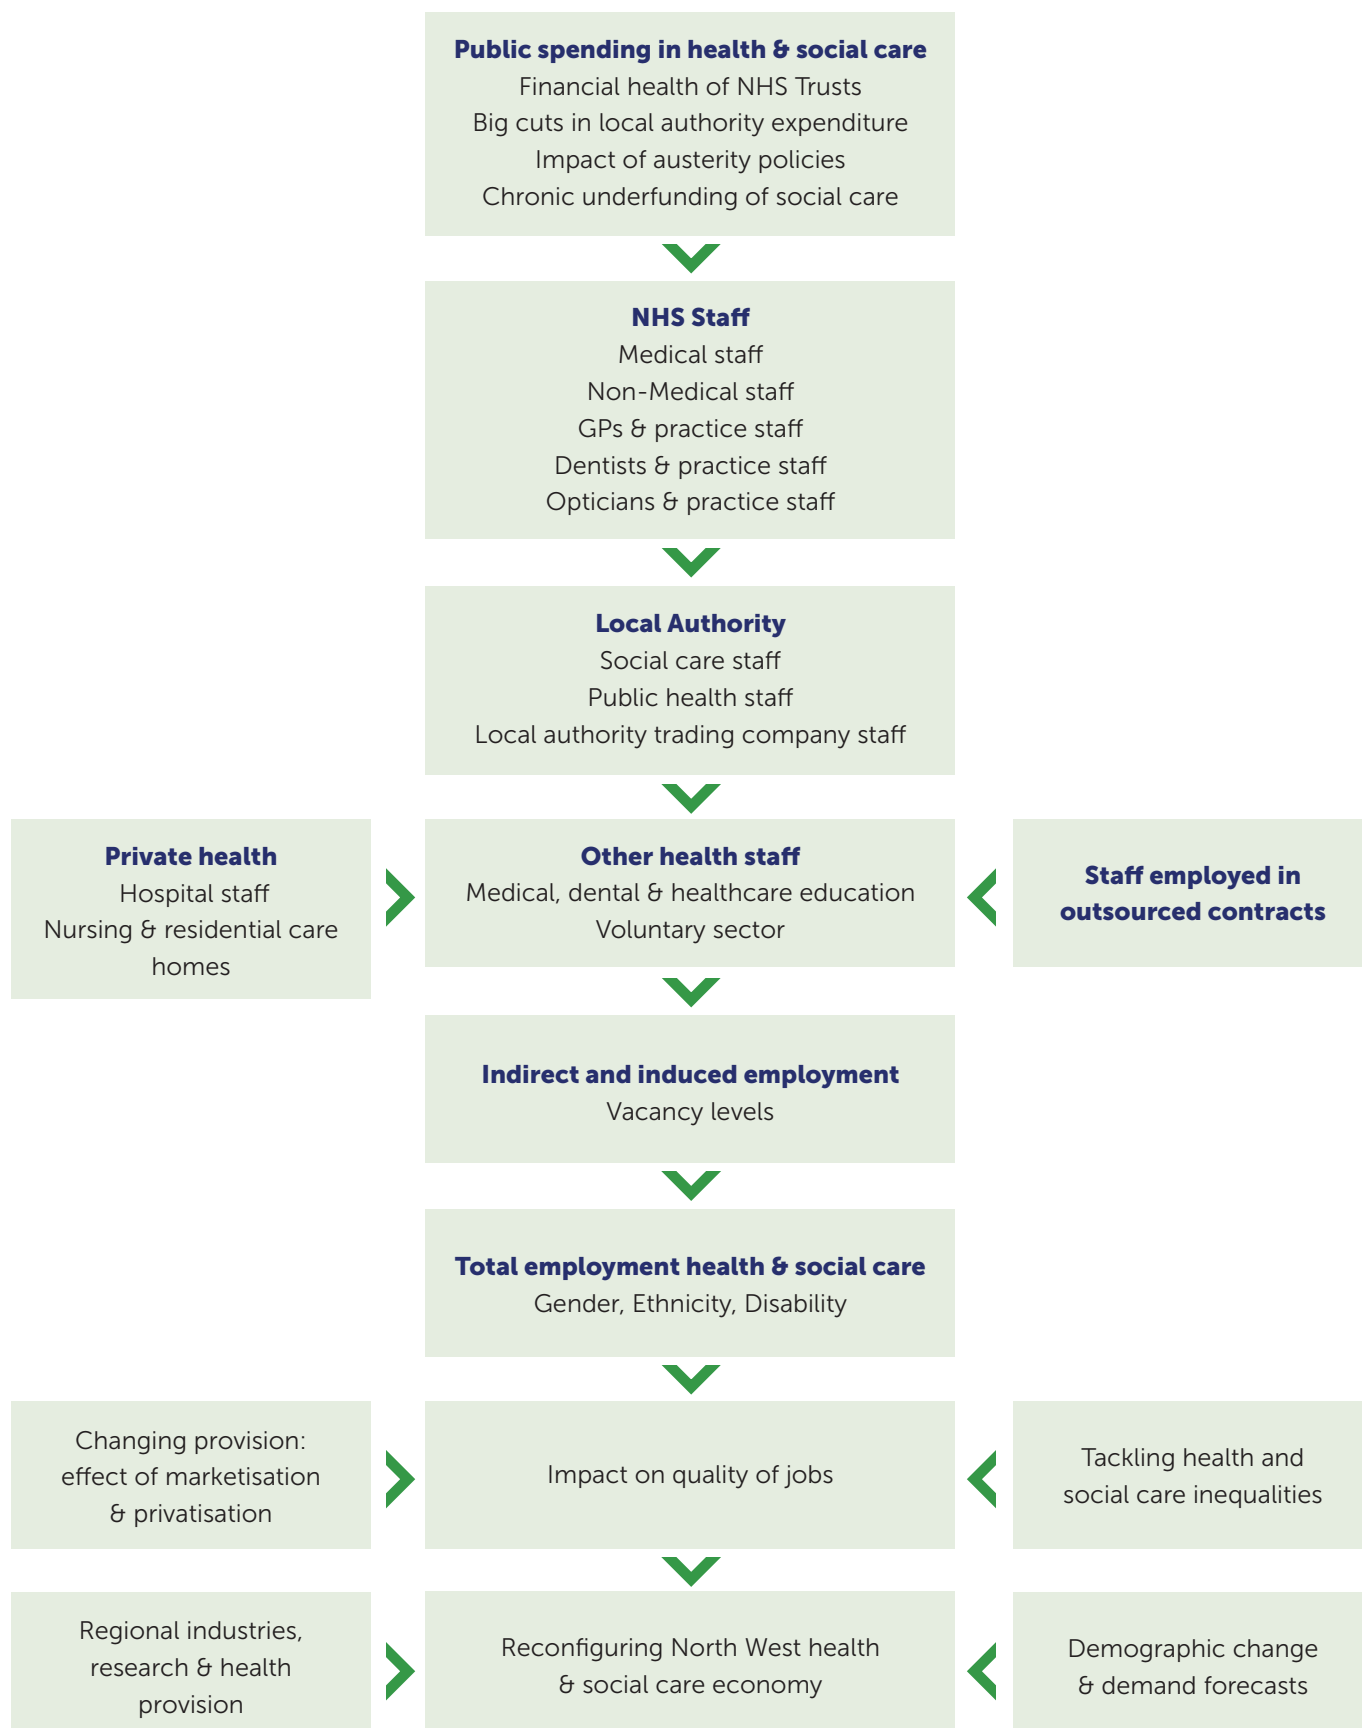 Public spending in health & social care
Financial health of NHS Trusts
Big cuts in local authority expenditure
Impact of austerity policies
Chronic underfunding of social care
NHS Staff
Medical staff
Non-Medical staff
GPs & practice staff
Dentists & practice staff
Opticians & practice staff
Local Authority
Social care staff
Public health staff
Local authority trading company staff
Private health
Hospital staff
Nursing & residential care
homes
Other health staff
Medical, dental & healthcare education
Voluntary sector
Staff employed in
outsourced contracts
Indirect and induced employment
Vacancy levels
Total employment health & social care
Gender, Ethnicity, Disability
Changing provision:
effect of marketisation
& privatisation
Impact on quality of jobs
Tackling health and
social care inequalities
Regional industries,
research & health
provision
Reconfiguring North West health
& social care economy
Demographic change
& demand forecasts